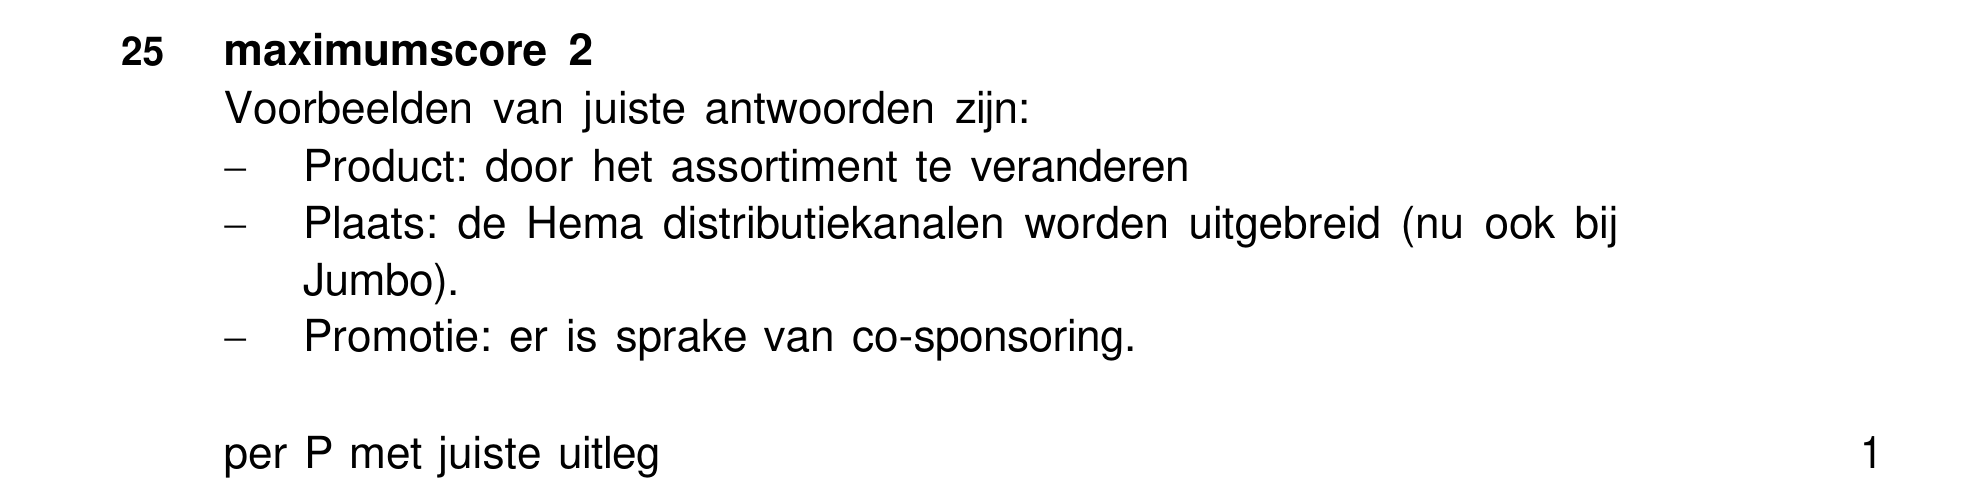 25 maximumscore 2
Voorbeelden van juiste antwoorden zijn:
− Product: door het assortiment te veranderen
− Plaats: de Hema distributiekanalen worden uitgebreid (nu ook bij
Jumbo).
− Promotie: er is sprake van co-sponsoring.
per P met juiste uitleg 1